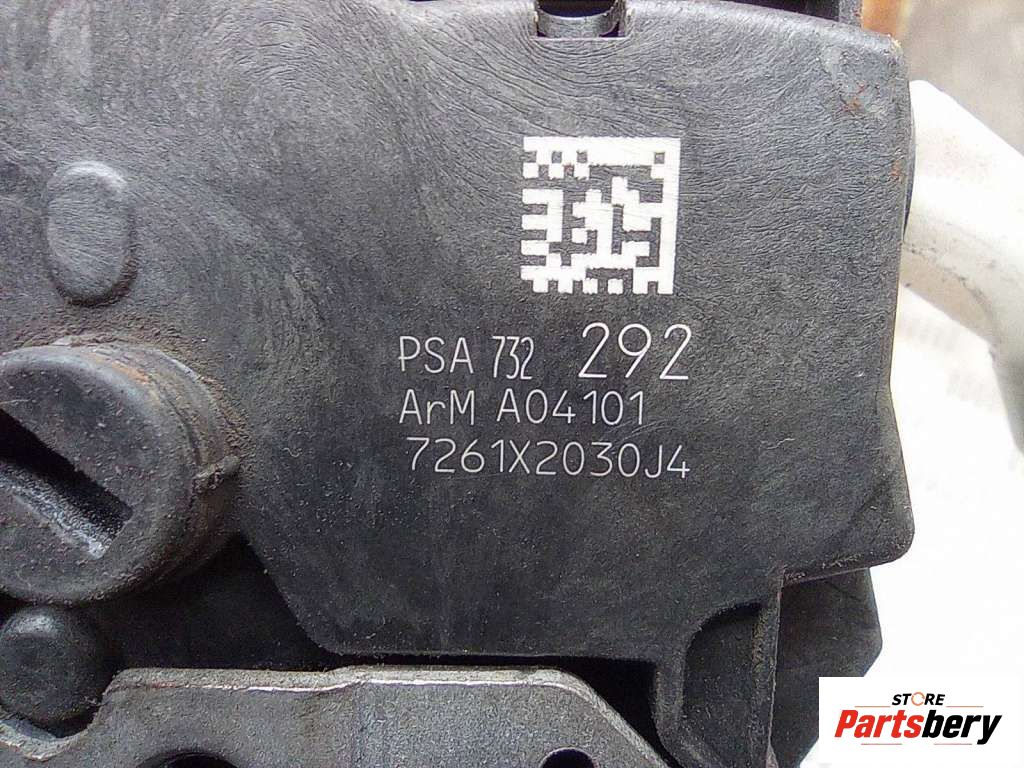 PSA 732 292
ArM A04101
7261X2030J4
STORE
Partsbery